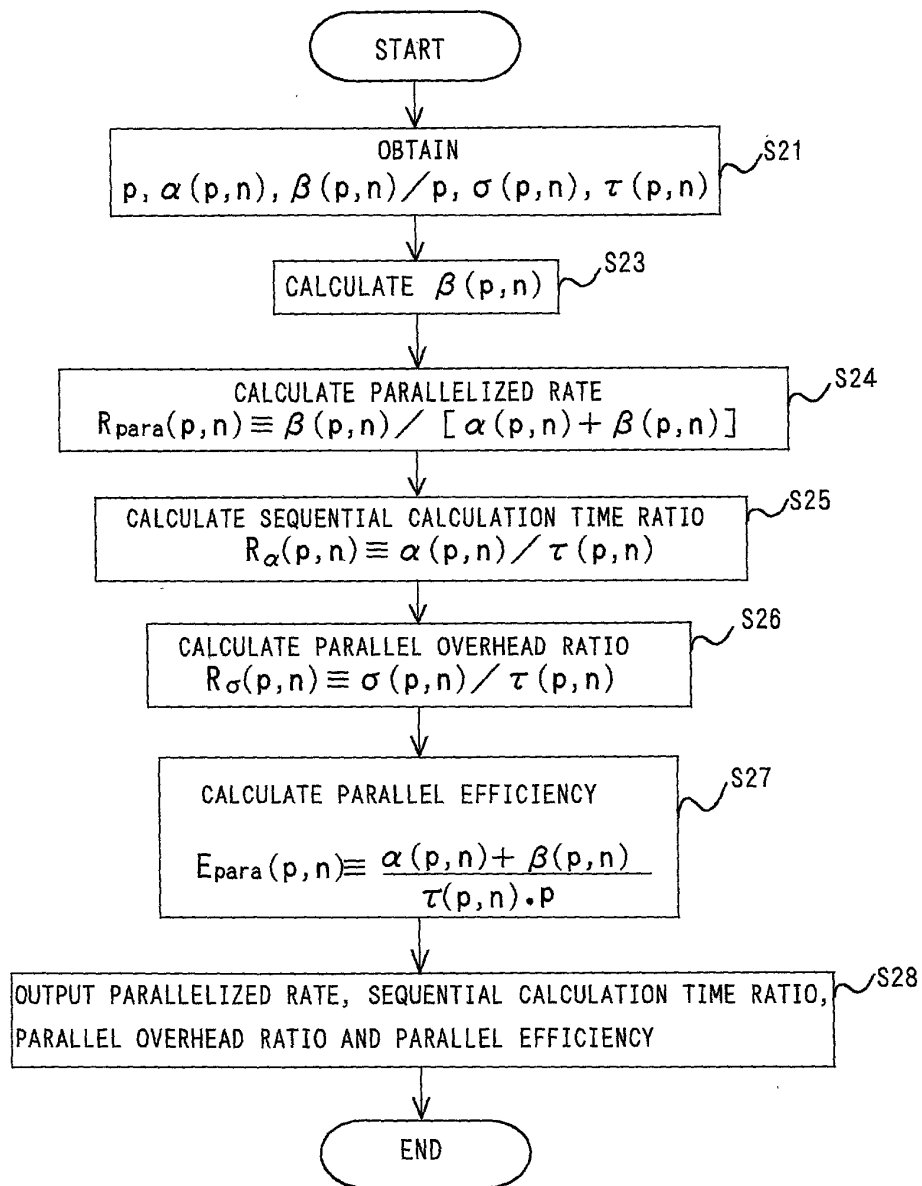 START
OBTAIN
p, α(p,n), β(p,n)/p, σ(p,n), τ(p,n)
S21
CALCULATE β(p,n)
S23
CALCULATE PARALLELIZED RATE
Rpara(p,n)≡β(p,n)/[α(p,n)+β(p,n)]
S24
CALCULATE SEQUENTIAL CALCULATION TIME RATIO
Rα(p,n)≡α(p,n)/τ(p,n)
S25
CALCULATE PARALLEL OVERHEAD RATIO
Rσ(p,n)≡σ(p,n)/τ(p,n)
S26
CALCULATE PARALLEL EFFICIENCY
Epara(p,n)≡ α(p,n)+ β(p,n)
τ(p,n)•p
S27
OUTPUT PARALLELIZED RATE, SEQUENTIAL CALCULATION TIME RATIO,
PARALLEL OVERHEAD RATIO AND PARALLEL EFFICIENCY
S28
END